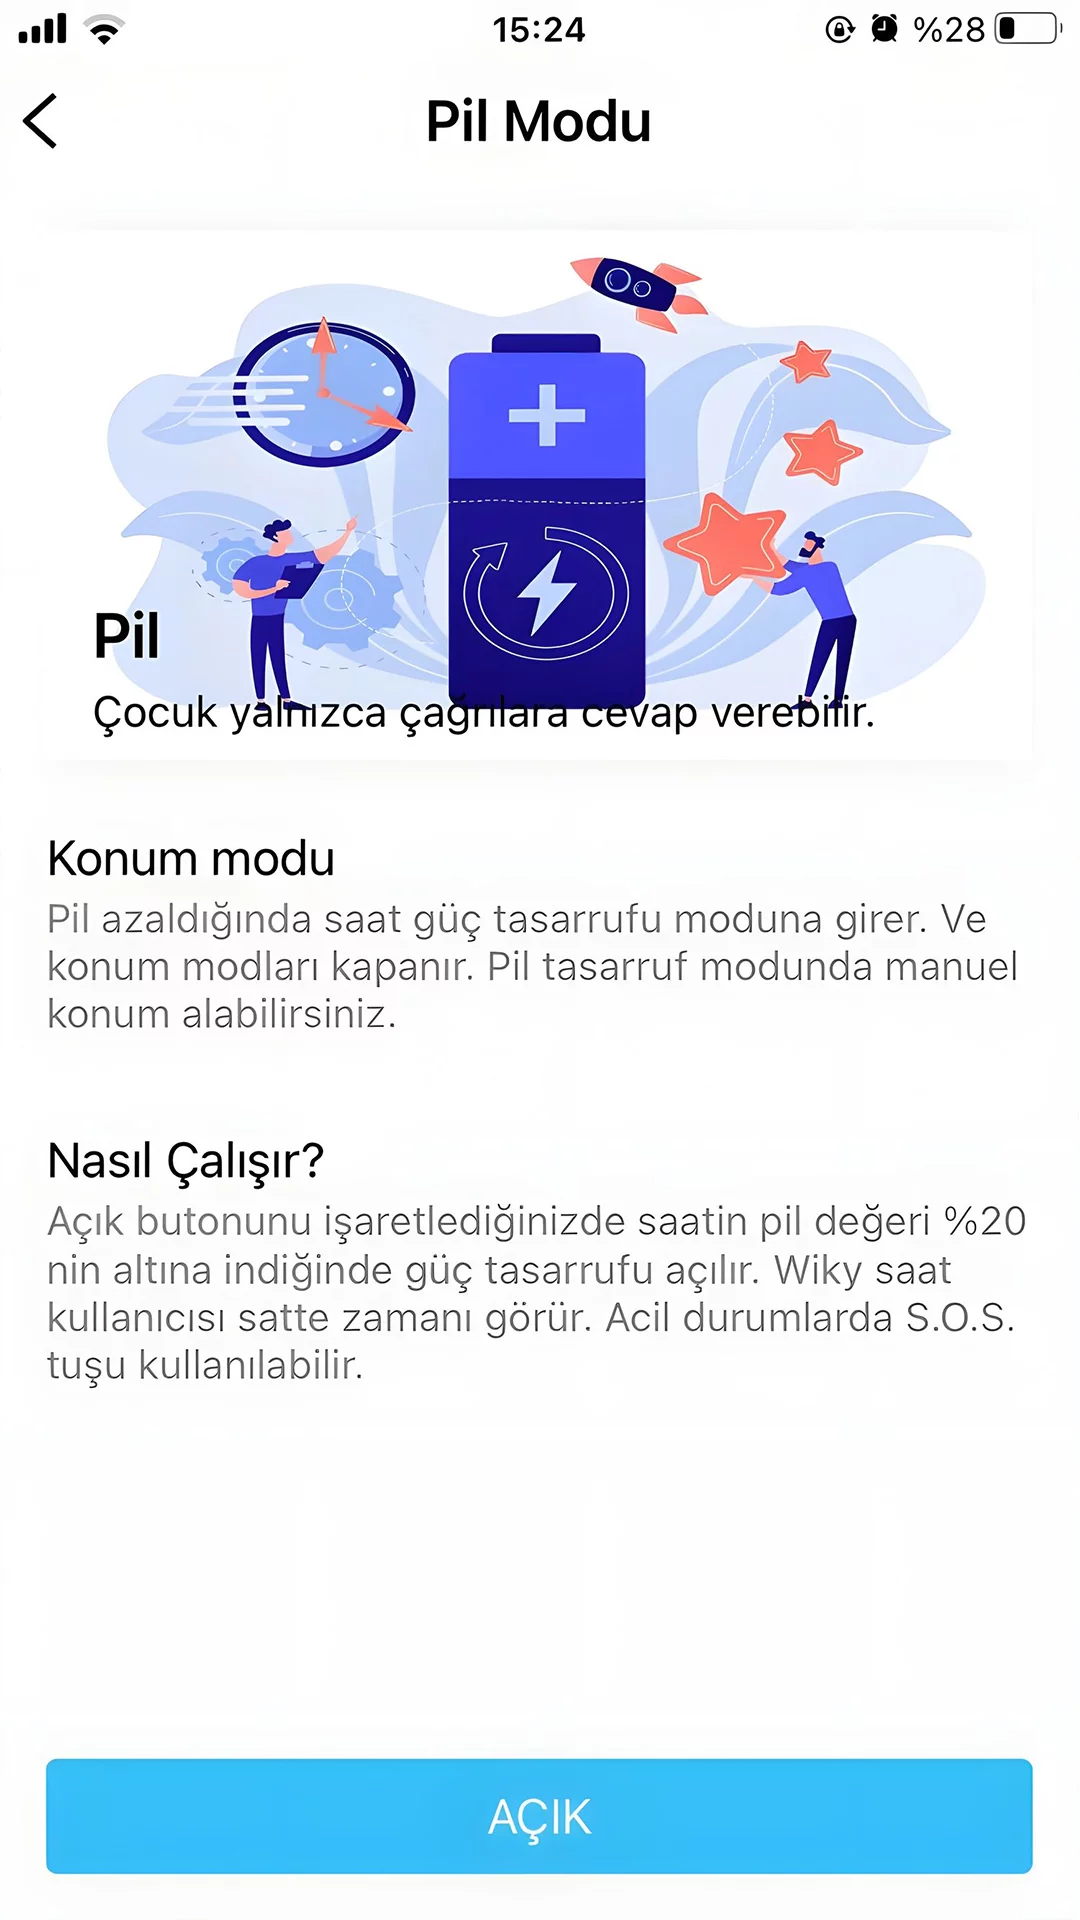 15:24
%28
Pil Modu
Pil
Çocuk yalnızca çağrılara cevap verebilir.
Konum modu
Pil azaldığında saat güç tasarrufu moduna girer. Ve
konum modları kapanır. Pil tasarruf modunda manuel
konum alabilirsiniz.
Nasıl Çalışır?
Açık butonunu işaretlediğinizde saatin pil değeri %20
nin altına indiğinde güç tasarrufu açılır. Wiky saat
kullanıcısı satte zamanı görür. Acil durumlarda S.O.S.
tuşu kullanılabilir.
AÇIK